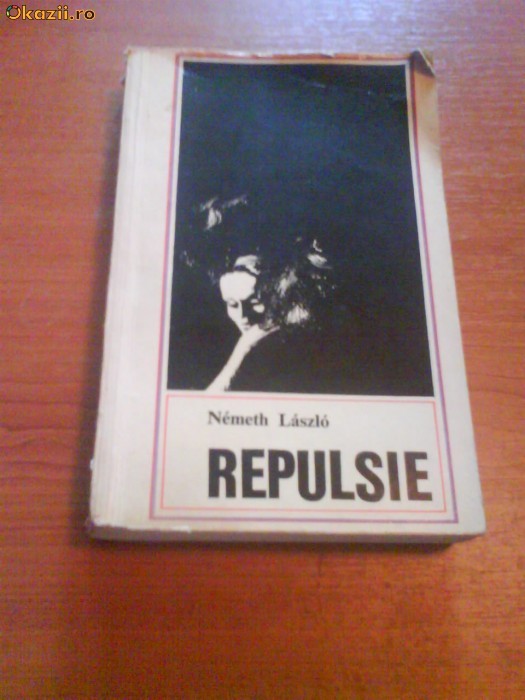 Okazii.ro
Németh László
REPULSIE